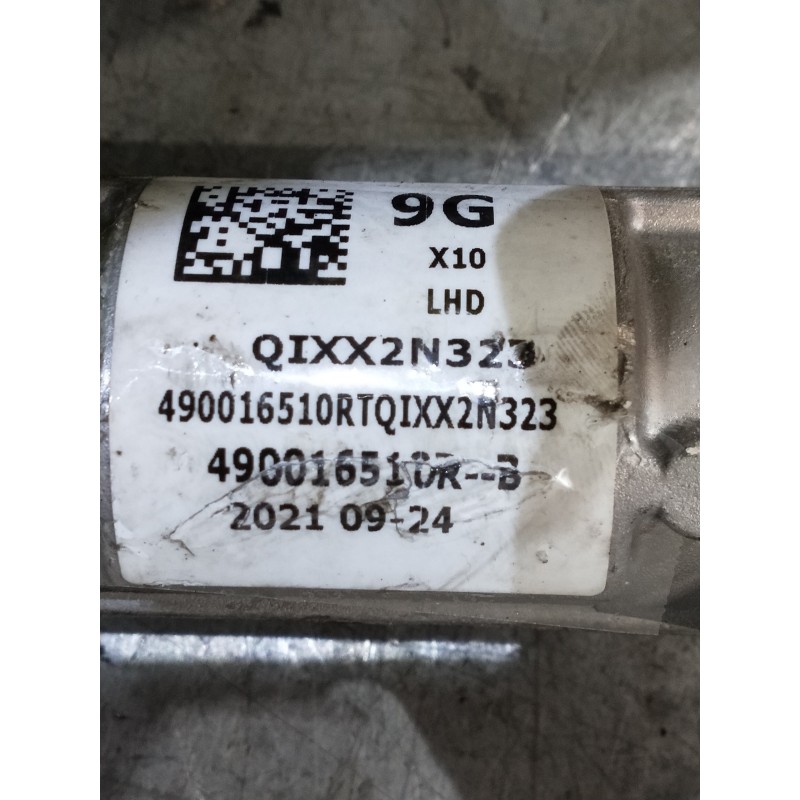 9G
X10
LHD
QIXX2N323
490016510RTQIXX2N323
490016510R--B
2021 09-24